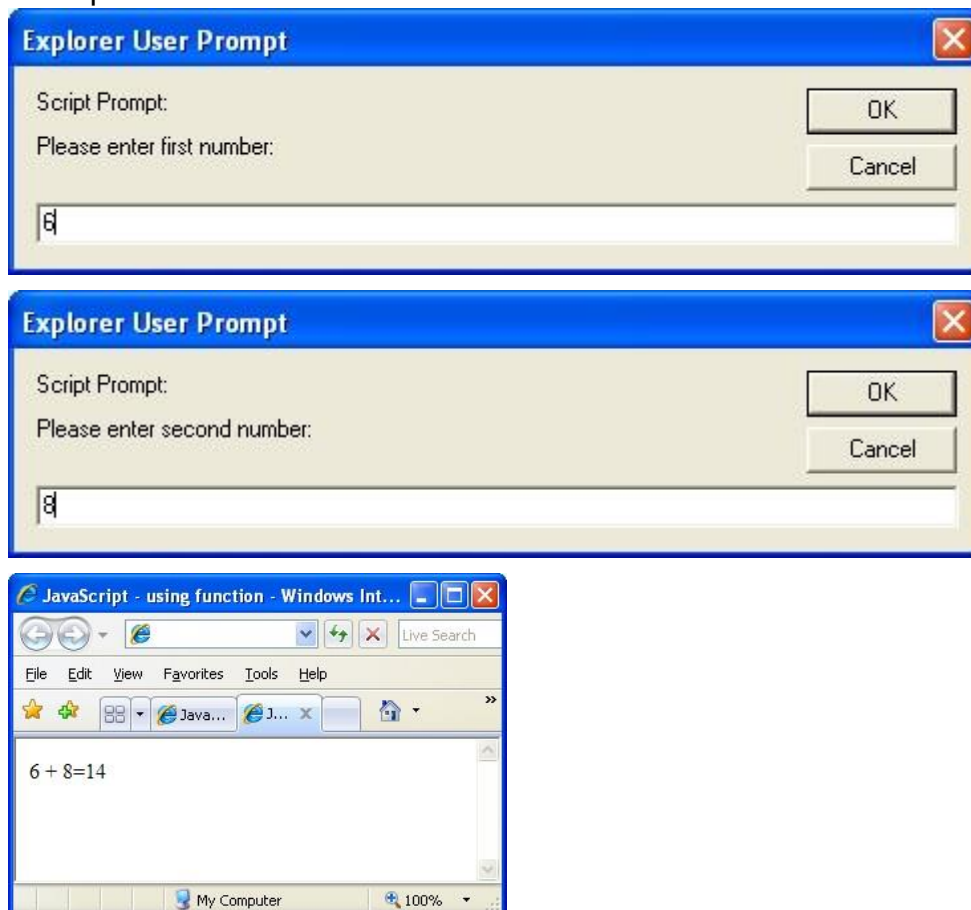 Explorer User Prompt
Script Prompt:
OK
Please enter first number:
Cancel
6
Explorer User Prompt
Script Prompt:
OK
Please enter second number:
Cancel
8
JavaScript - using function - Windows Int...
Live Search
File Edit View Favorites Tools Help
Java... J...
6 + 8=14
My Computer 100%